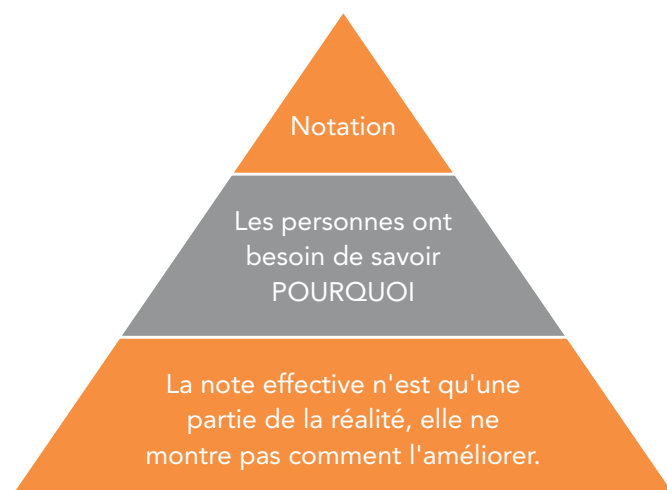 Notation
Les personnes ont
besoin de savoir
POURQUOI
La note effective n'est qu'une
partie de la réalité, elle ne
montre pas comment l'améliorer.